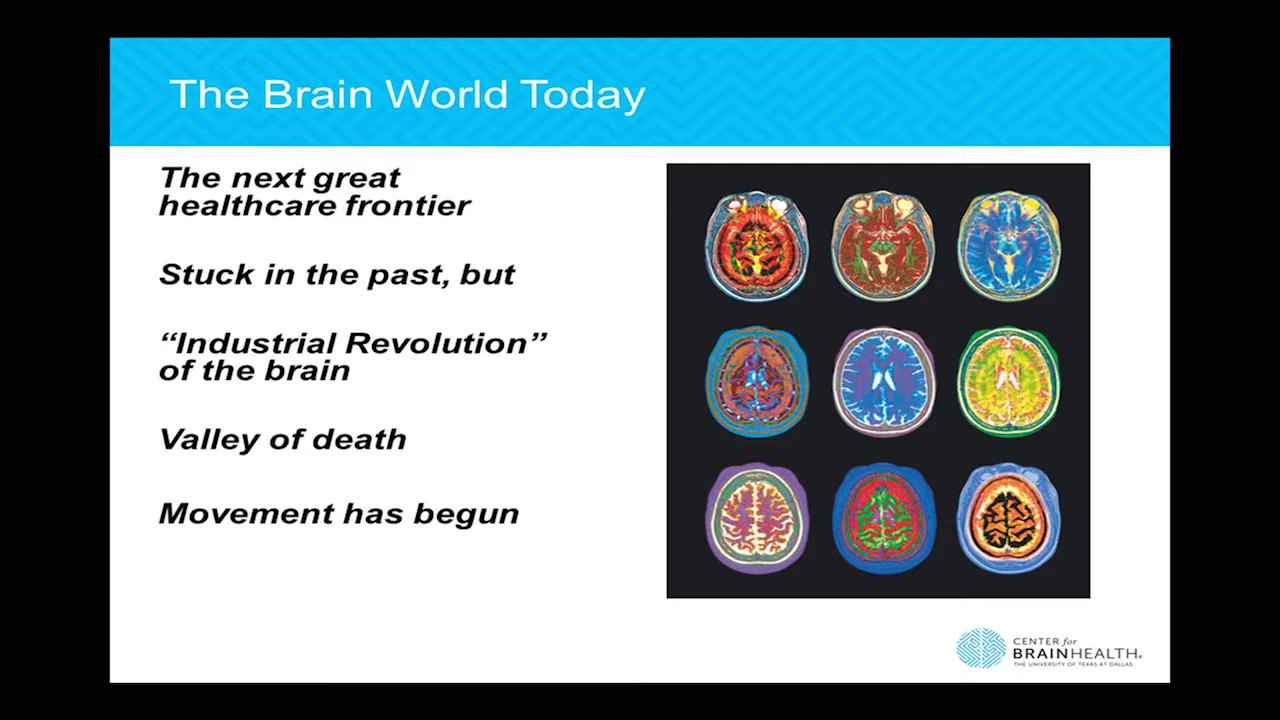 The Brain World Today
The next great
healthcare frontier
Stuck in the past, but
“Industrial Revolution”
of the brain
Valley of death
Movement has begun
CENTER for
BRAINHEALTH®
THE UNIVERSITY OF TEXAS AT DALLAS